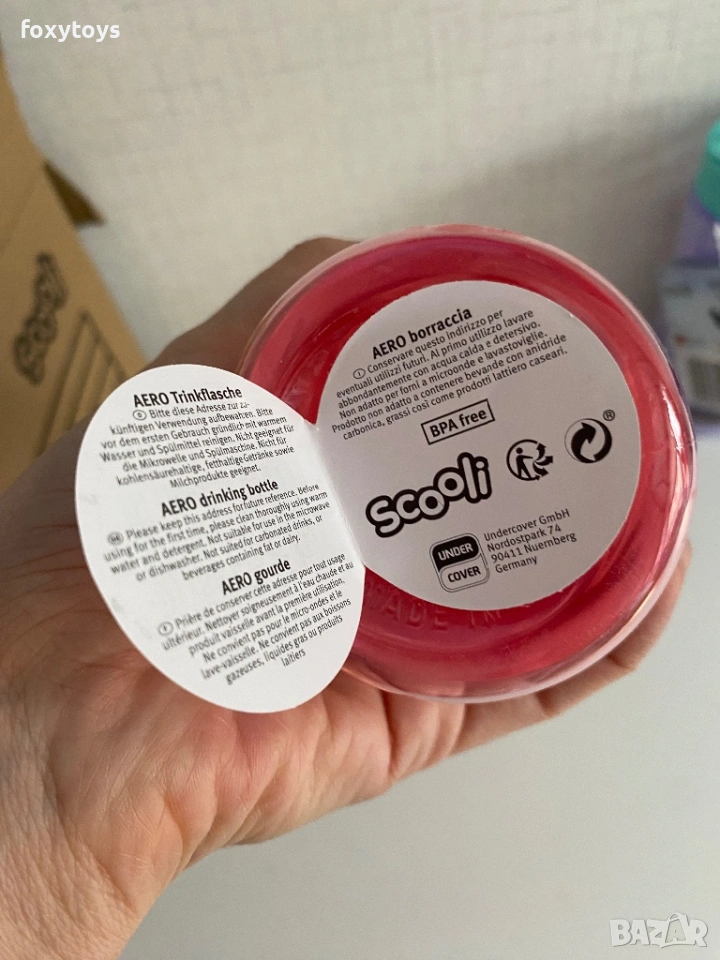 foxytoys
Scooli
AERO Trinkflasche
Bitte diese Adresse zur zu-
künftigen Verwendung aufbewahren. Bitte
vor dem ersten Gebrauch gründlich mit warmem
Wasser und Spülmittel reinigen. Nicht geeignet für
die Mikrowelle und Spülmaschine. Nicht für
kohlensäurehaltige, fetthaltige Getränke sowie
Milchprodukte geeignet.
AERO drinking bottle
Please keep this address for future reference. Before
using for the first time, please clean thoroughly using warm
water and detergent. Not suitable for use in the microwave
or dishwasher. Not suited for carbonated drinks, or
beverages containing fat or dairy.
AERO gourde
Prière de conserver cette adresse pour tout usage
ultérieur. Nettoyer soigneusement à l'eau chaude et au
produit vaisselle avant la première utilisation.
Ne convient pas pour le micro-ondes et le
lave-vaisselle. Ne convient pas aux boissons
gazeuses, liquides gras ou produits
laitiers
AERO borraccia
Conservare questo indirizzo per
eventuali utilizzi futuri. Al primo utilizzo lavare
abbondantemente con acqua calda e detersivo.
Non adatto per forni a microonde e lavastoviglie.
Prodotto non adatto a contenere bevande con anidride
carbonica, grassi così come prodotti lattiero caseari.
BPA free
Scooli
®
UNDER
COVER
Undercover GmbH
Nordostpark 74
90411 Nuernberg
Germany
MADE IN
BAZAR